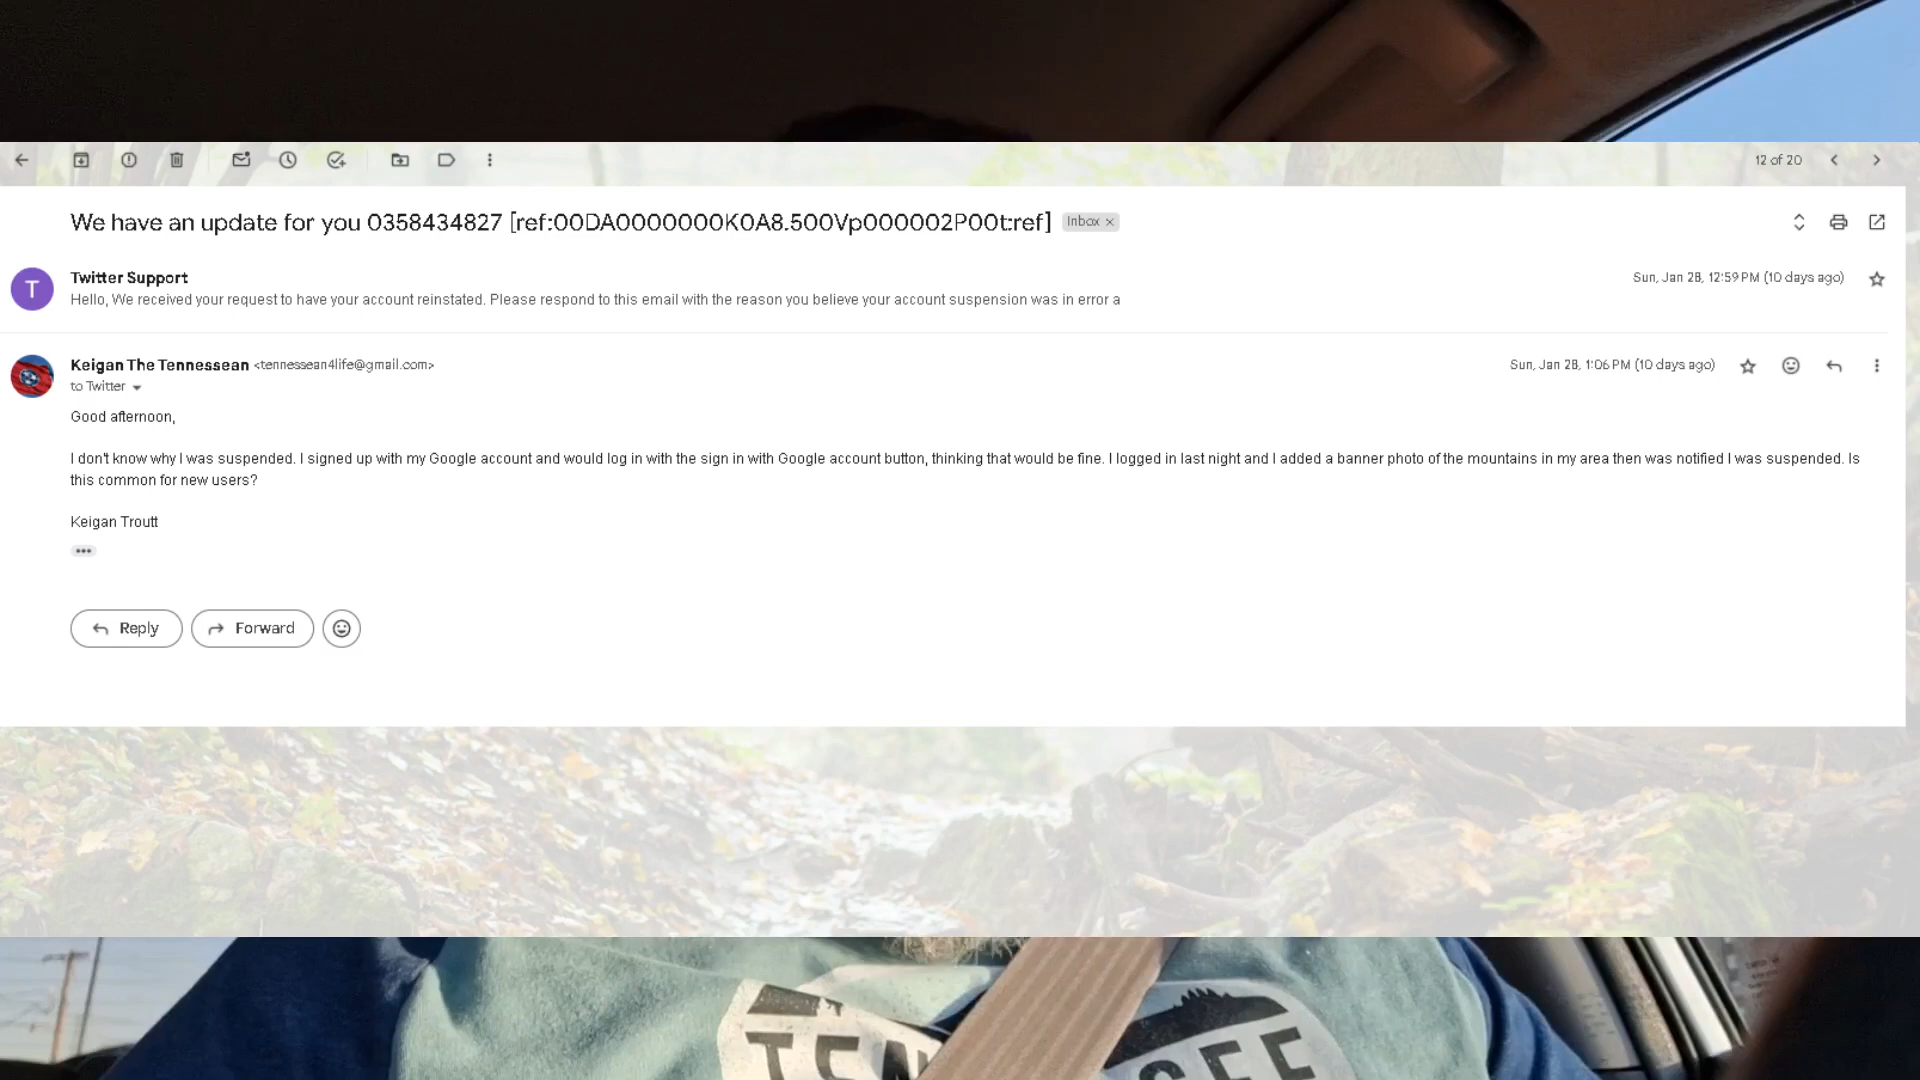 12 of 20
We have an update for you 0358434827 [ref:00DA0000000K0A8.500Vp000002P00t:ref] Inbox ×
T
Twitter Support
Sun, Jan 28, 12:59 PM (10 days ago)
Hello, We received your request to have your account reinstated. Please respond to this email with the reason you believe your account suspension was in error a
Keigan The Tennessean <tennessean4life@gmail.com>
Sun, Jan 28, 1:06 PM (10 days ago)
to Twitter
Good afternoon,
I don't know why I was suspended. I signed up with my Google account and would log in with the sign in with Google account button, thinking that would be fine. I logged in last night and I added a banner photo of the mountains in my area then was notified I was suspended. Is
this common for new users?
Keigan Troutt
Reply
Forward